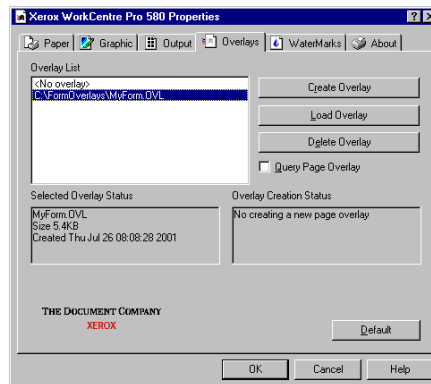 Xerox WorkCentre Pro 580 Properties
Paper Graphic Output Overlays WaterMarks About
Overlay List
<No overlay>
C:\FormOverlays\MyForm.OVL
Create Overlay
Load Overlay
Delete Overlay
Query Page Overlay
Selected Overlay Status
MyForm.OVL
Size 5.4KB
Created Thu Jul 26 08:08:28 2001
Overlay Creation Status
No creating a new page overlay
THE DOCUMENT COMPANY
XEROX
Default
OK Cancel Help